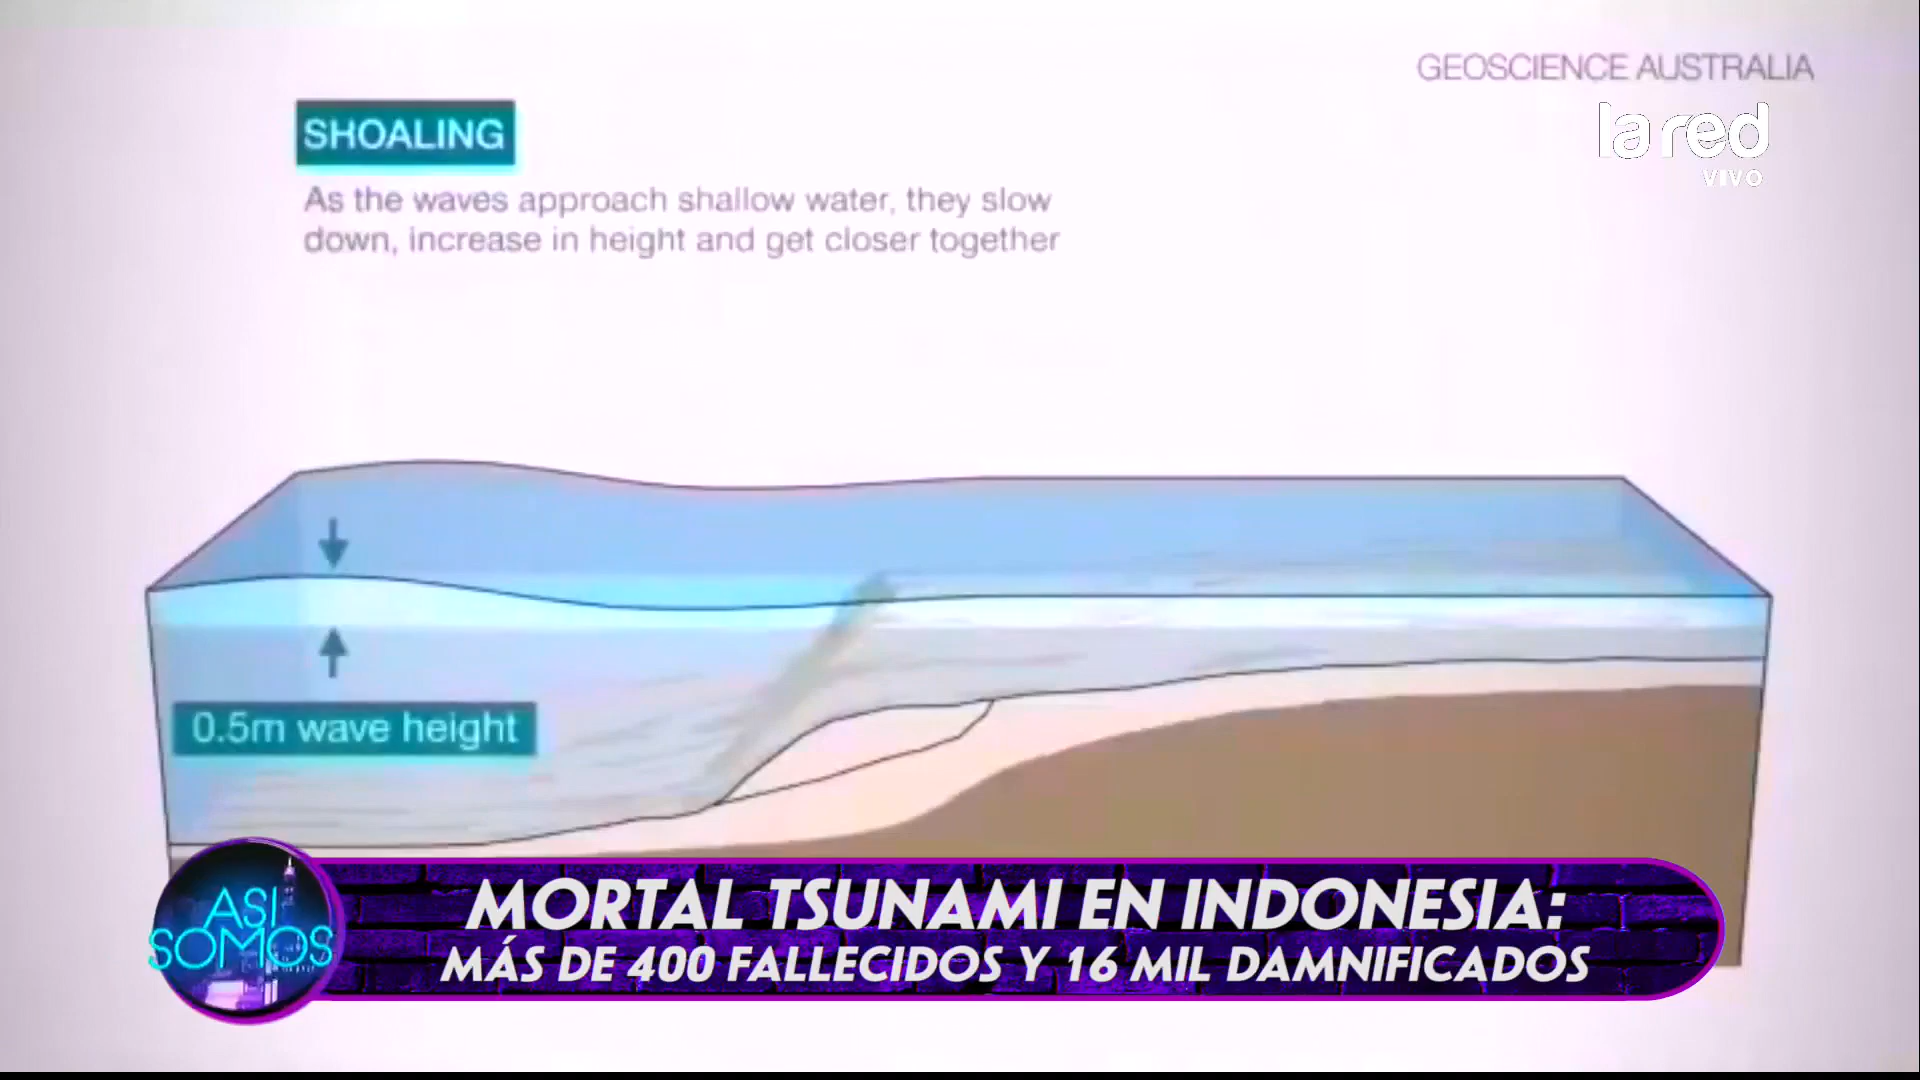 GEOSCIENCE AUSTRALIA
la red
VIVO
SHOALING
As the waves approach shallow water, they slow
down, increase in height and get closer together
0.5m wave height
ASI
SOMOS
MORTAL TSUNAMI EN INDONESIA:
MÁS DE 400 FALLECIDOS Y 16 MIL DAMNIFICADOS